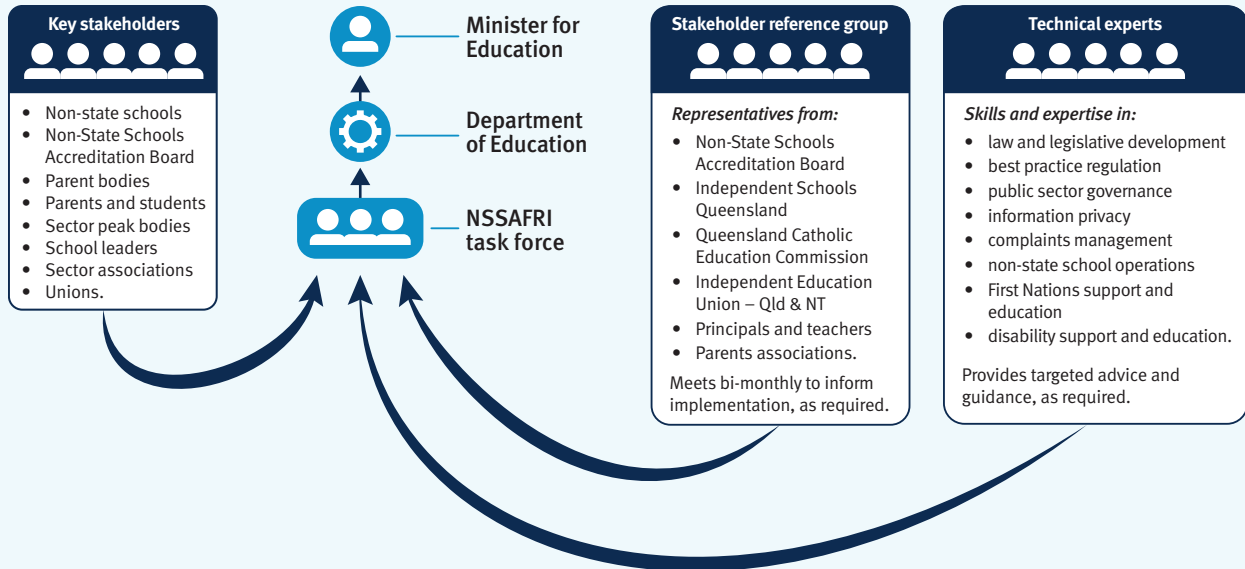 Key stakeholders
• Non-state schools
• Non-State Schools
Accreditation Board
• Parent bodies
• Parents and students
• Sector peak bodies
• School leaders
• Sector associations
• Unions.
Minister for
Education
Department
of Education
NSSAFRI
task force
Stakeholder reference group
Representatives from:
• Non-State Schools
Accreditation Board
• Independent Schools
Queensland
• Queensland Catholic
Education Commission
• Independent Education
Union – Qld & NT
• Principals and teachers
• Parents associations.
Meets bi-monthly to inform
implementation, as required.
Technical experts
Skills and expertise in:
• law and legislative development
• best practice regulation
• public sector governance
• information privacy
• complaints management
• non-state school operations
• First Nations support and
education
• disability support and education.
Provides targeted advice and
guidance, as required.